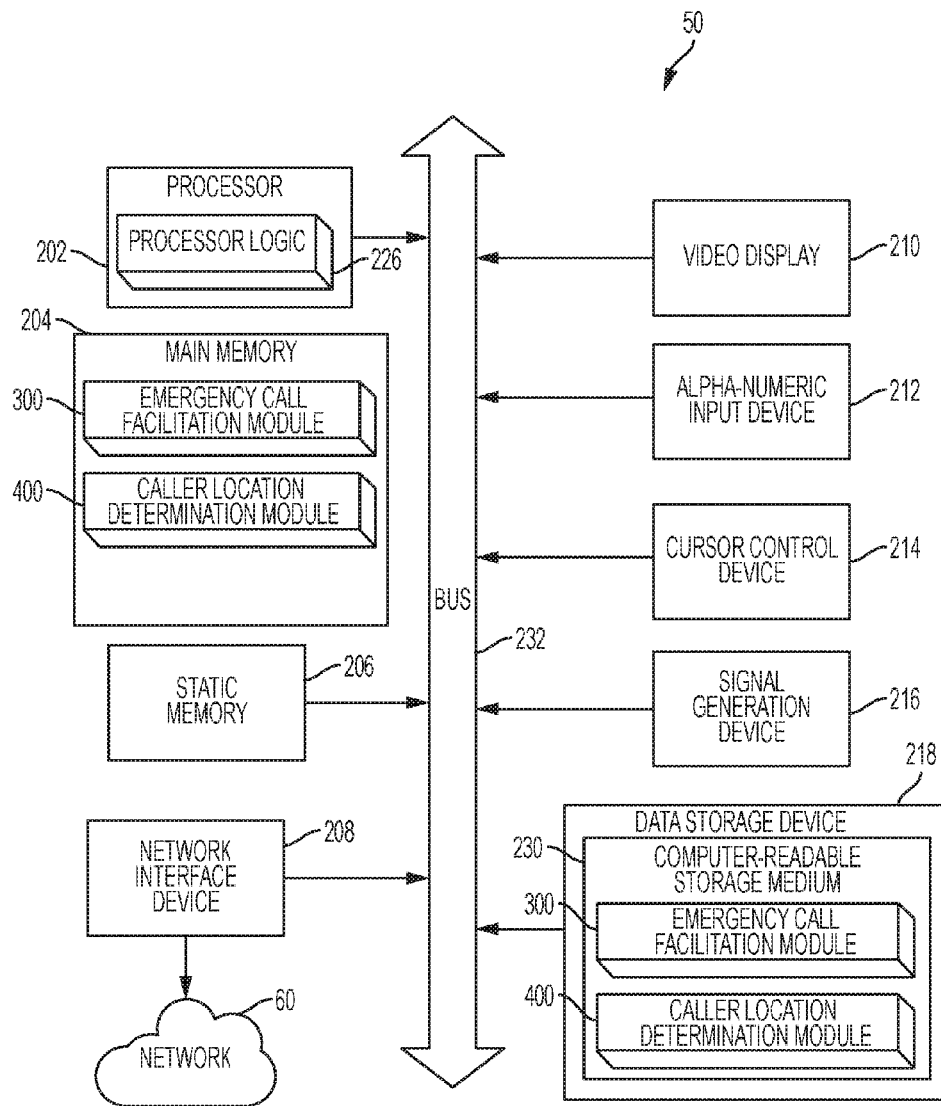 50
PROCESSOR
PROCESSOR LOGIC
202
226
204
MAIN MEMORY
300
EMERGENCY CALL
FACILITATION MODULE
400
CALLER LOCATION
DETERMINATION MODULE
STATIC
MEMORY
206
NETWORK
INTERFACE
DEVICE
208
NETWORK
60
BUS
232
VIDEO DISPLAY
210
ALPHA-NUMERIC
INPUT DEVICE
212
CURSOR CONTROL
DEVICE
214
SIGNAL
GENERATION
DEVICE
216
218
DATA STORAGE DEVICE
230
COMPUTER-READABLE
STORAGE MEDIUM
300
EMERGENCY CALL
FACILITATION MODULE
400
CALLER LOCATION
DETERMINATION MODULE